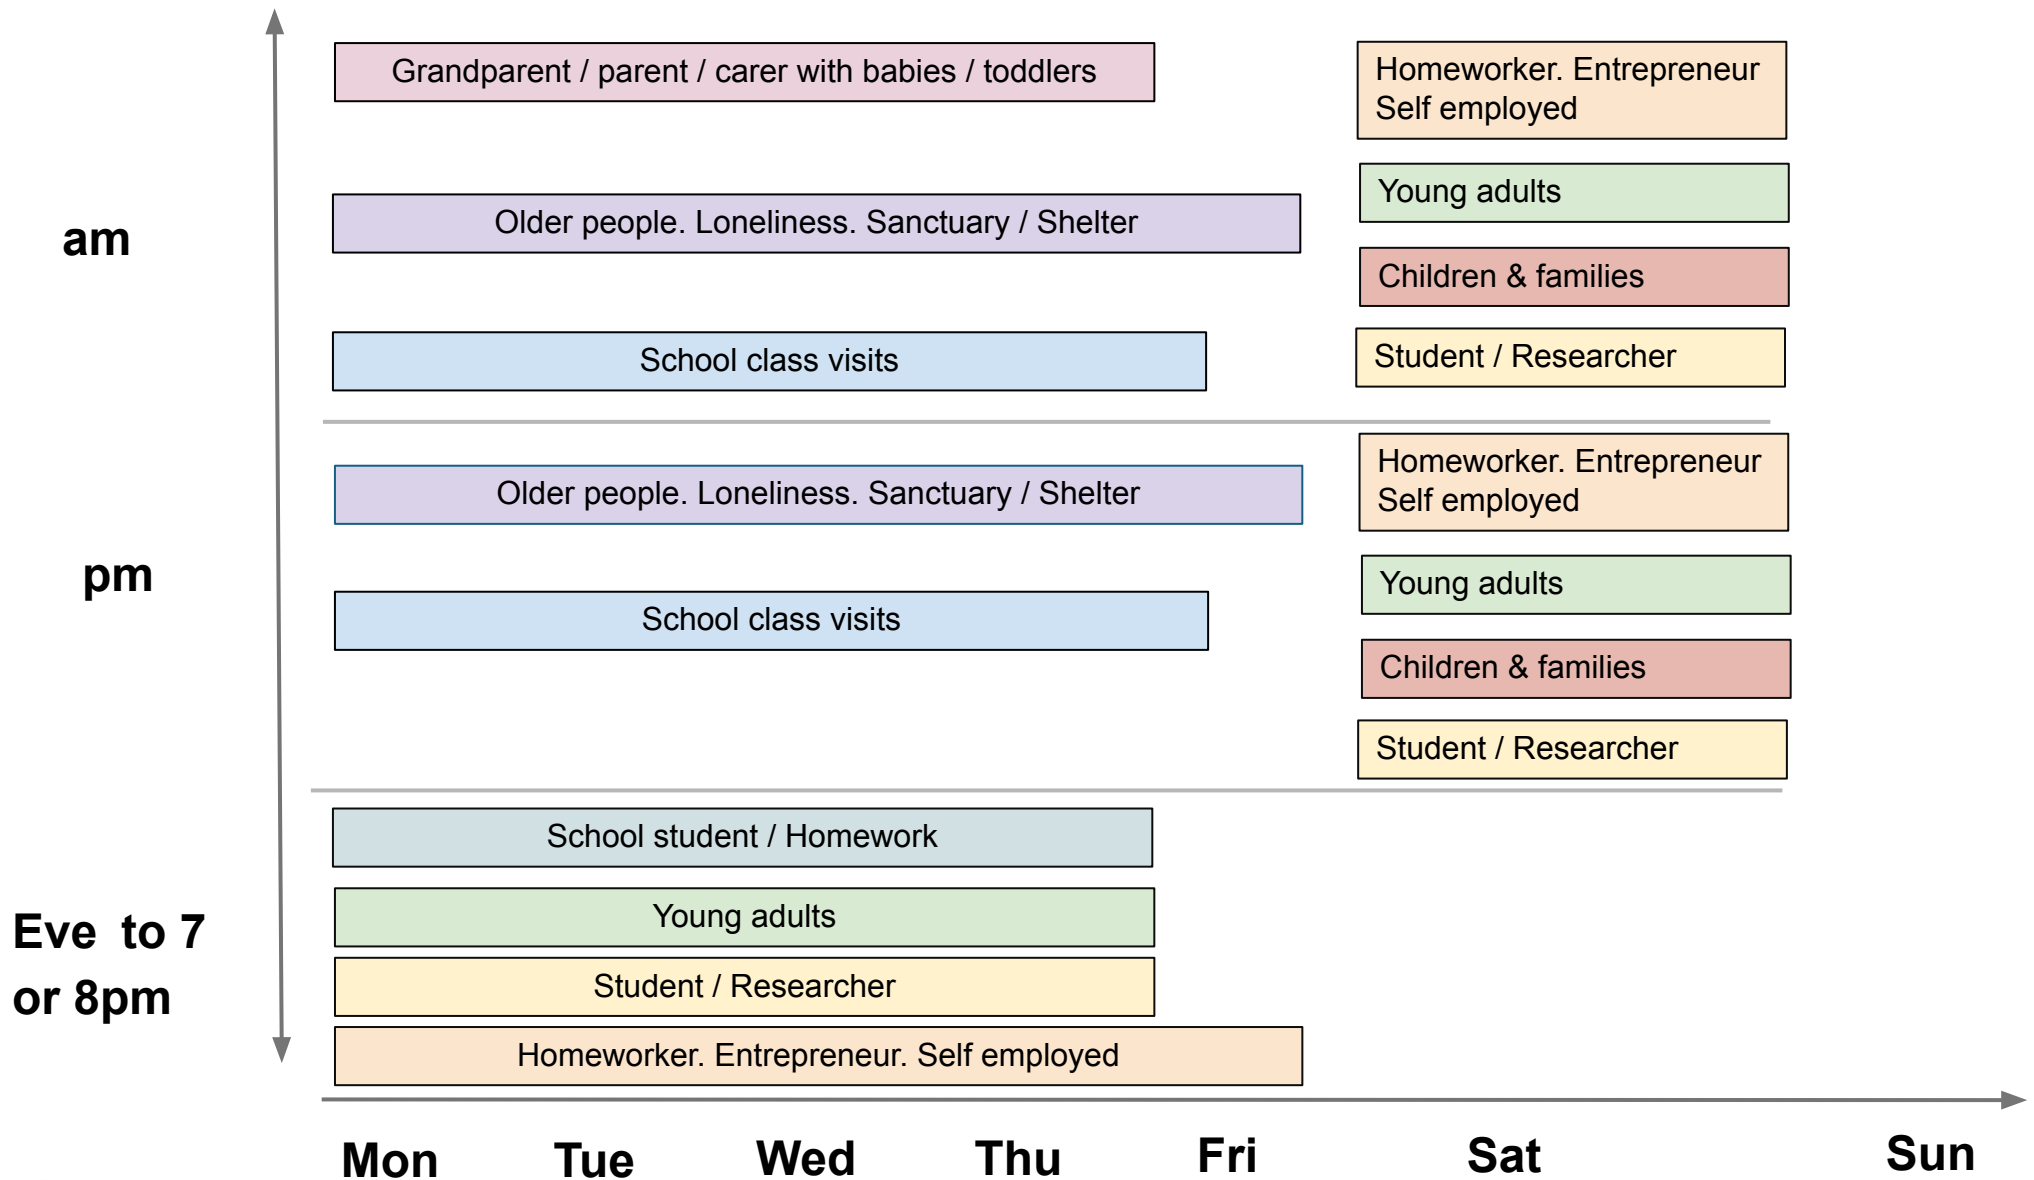 Grandparent / parent / carer with babies / toddlers
Homeworker. Entrepreneur
Self employed
am
Older people. Loneliness. Sanctuary / Shelter
Young adults
Children & families
School class visits
Student / Researcher
pm
Older people. Loneliness. Sanctuary / Shelter
Homeworker. Entrepreneur
Self employed
School class visits
Young adults
Children & families
Student / Researcher
Eve to 7
or 8pm
School student / Homework
Young adults
Student / Researcher
Homeworker. Entrepreneur. Self employed
Mon Tue Wed Thu Fri Sat Sun